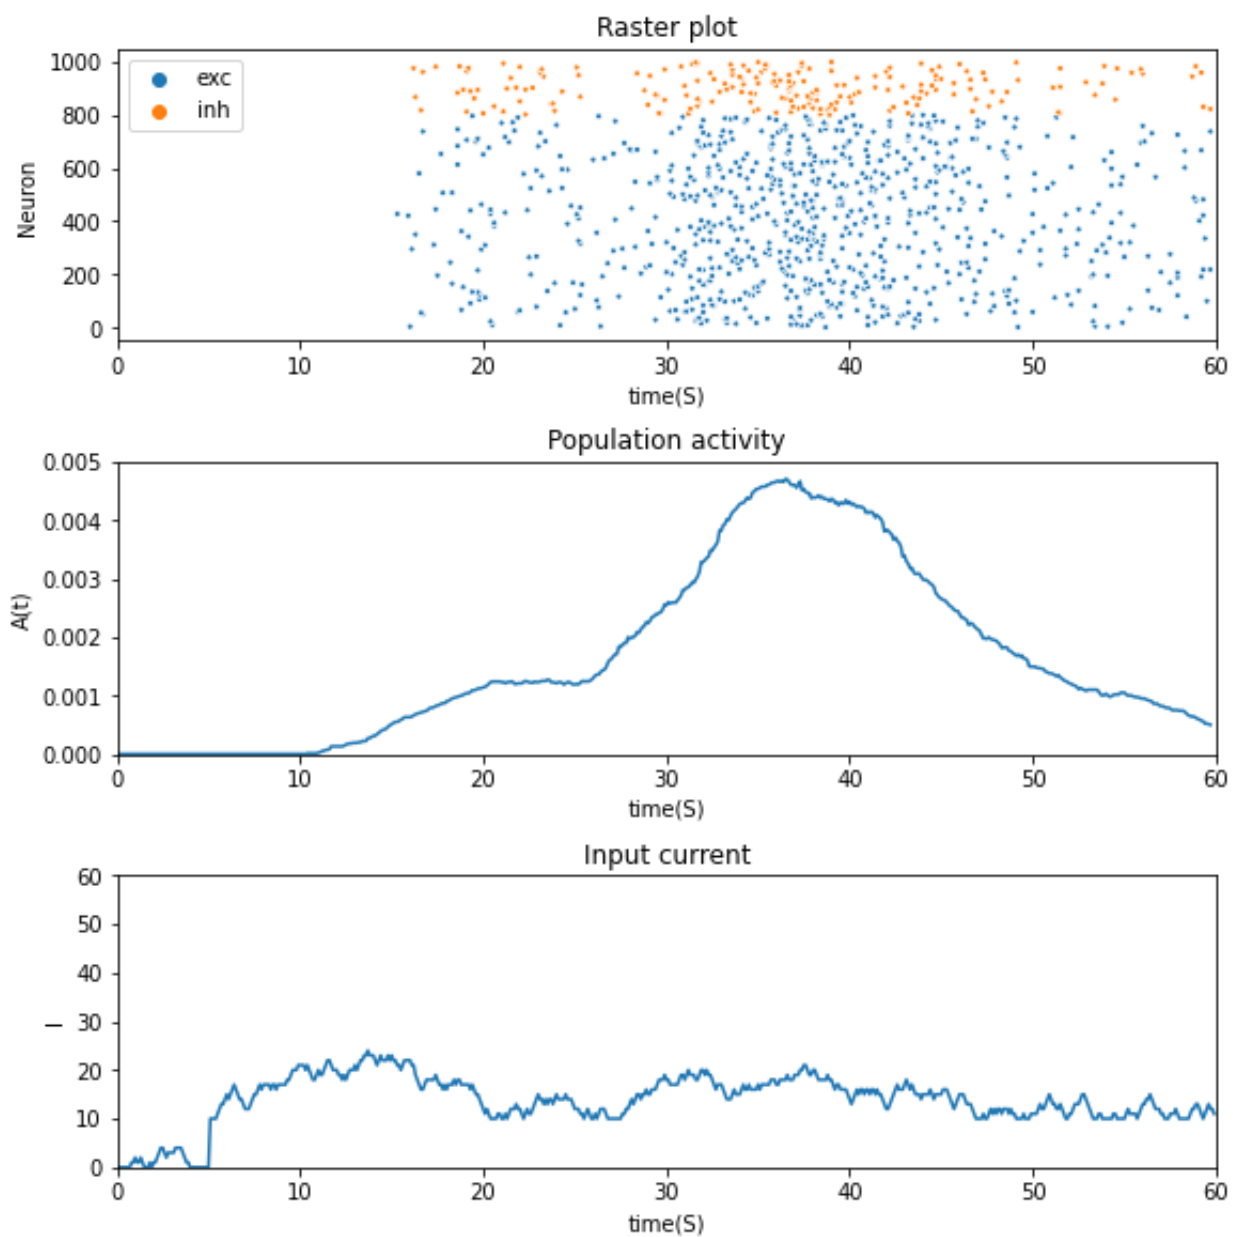 Raster plot
Neuron
1000
800
600
400
200
0
exc
inh
0 10 20 30 40 50 60
time(S)
Population activity
A(t)
0.005
0.004
0.003
0.002
0.001
0.000
0 10 20 30 40 50 60
time(S)
Input current
I
60
50
40
30
20
10
0
0 10 20 30 40 50 60
time(S)